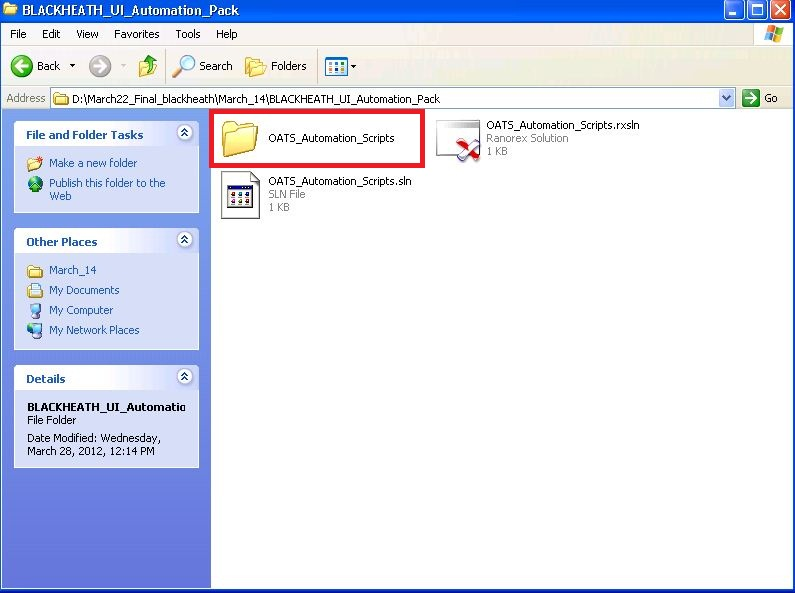 BLACKHEATH_UI_Automation_Pack
File Edit View Favorites Tools Help
Back Search Folders
Address D:\March22_Final_blackheath\March_14\BLACKHEATH_UI_Automation_Pack Go
File and Folder Tasks
Make a new folder
Publish this folder to the
Web
Other Places
March_14
My Documents
My Computer
My Network Places
Details
BLACKHEATH_UI_Automatio
File Folder
Date Modified: Wednesday,
March 28, 2012, 12:14 PM
OATS_Automation_Scripts
OATS_Automation_Scripts.rxsln
Ranorex Solution
1 KB
OATS_Automation_Scripts.sln
SLN File
1 KB